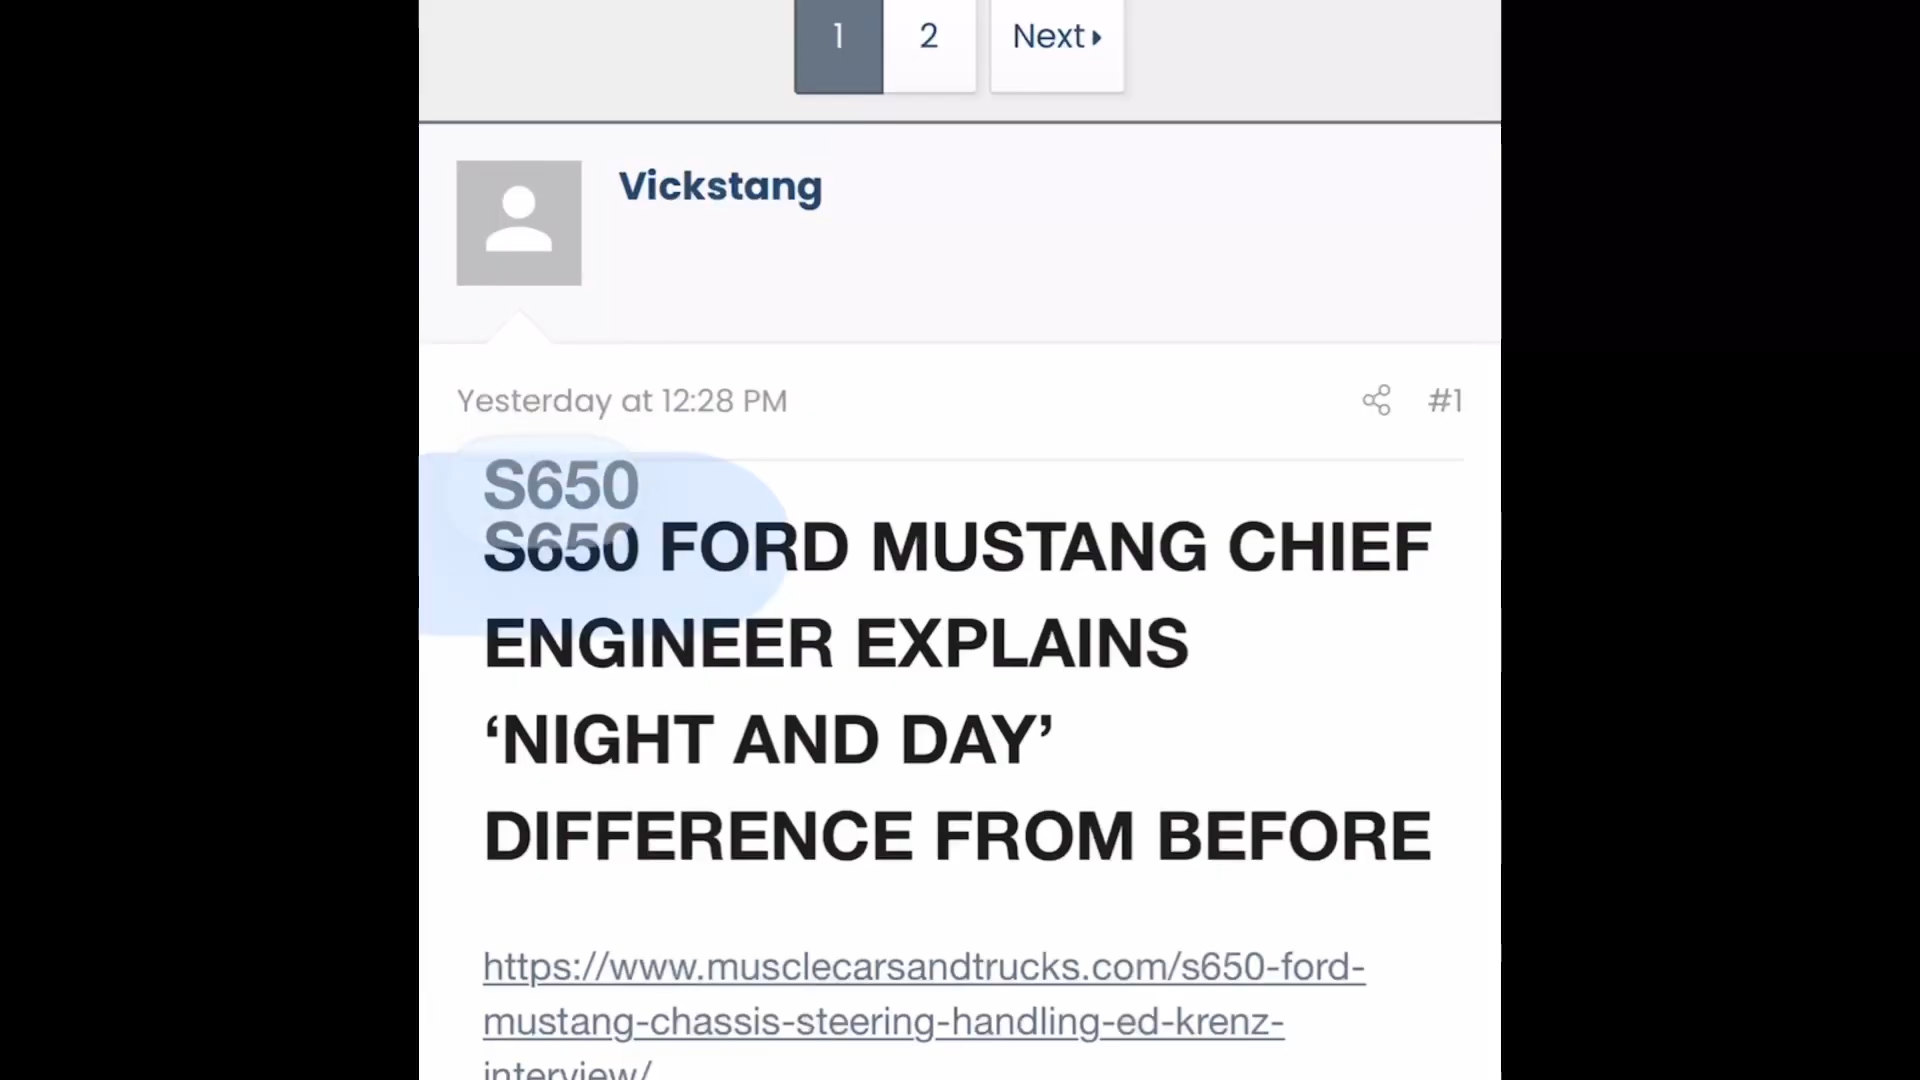 1 2 Next
Vickstang
Yesterday at 12:28 PM #1
S650
S650 FORD MUSTANG CHIEF
ENGINEER EXPLAINS
‘NIGHT AND DAY’
DIFFERENCE FROM BEFORE
https://www.musclecarsandtrucks.com/s650-ford-
mustang-chassis-steering-handling-ed-krenz-
interview/